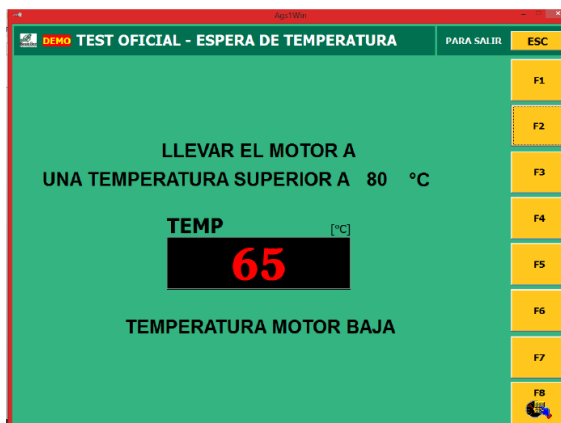 Ags1Win
DEMO TEST OFICIAL - ESPERA DE TEMPERATURA
PARA SALIR
ESC
F1
F2
LLEVAR EL MOTOR A
UNA TEMPERATURA SUPERIOR A 80 °C
F3
TEMP [°C]
F4
65
F5
F6
TEMPERATURA MOTOR BAJA
F7
F8